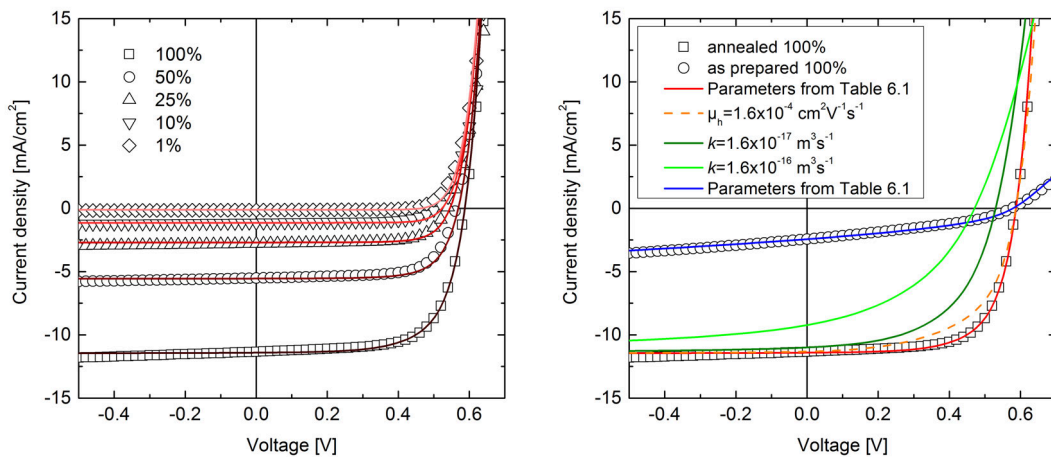 15
10
5
0
-5
-10
-15
Current density [mA/cm²]
100%
50%
25%
10%
1%
-0.4 -0.2 0.0 0.2 0.4 0.6
Voltage [V]
15
10
5
0
-5
-10
-15
Current density [mA/cm²]
annealed 100%
as prepared 100%
Parameters from Table 6.1
μₕ=1.6x10⁻⁴ cm²V⁻¹s⁻¹
k=1.6x10⁻¹⁷ m³s⁻¹
k=1.6x10⁻¹⁶ m³s⁻¹
Parameters from Table 6.1
-0.4 -0.2 0.0 0.2 0.4 0.6
Voltage [V]